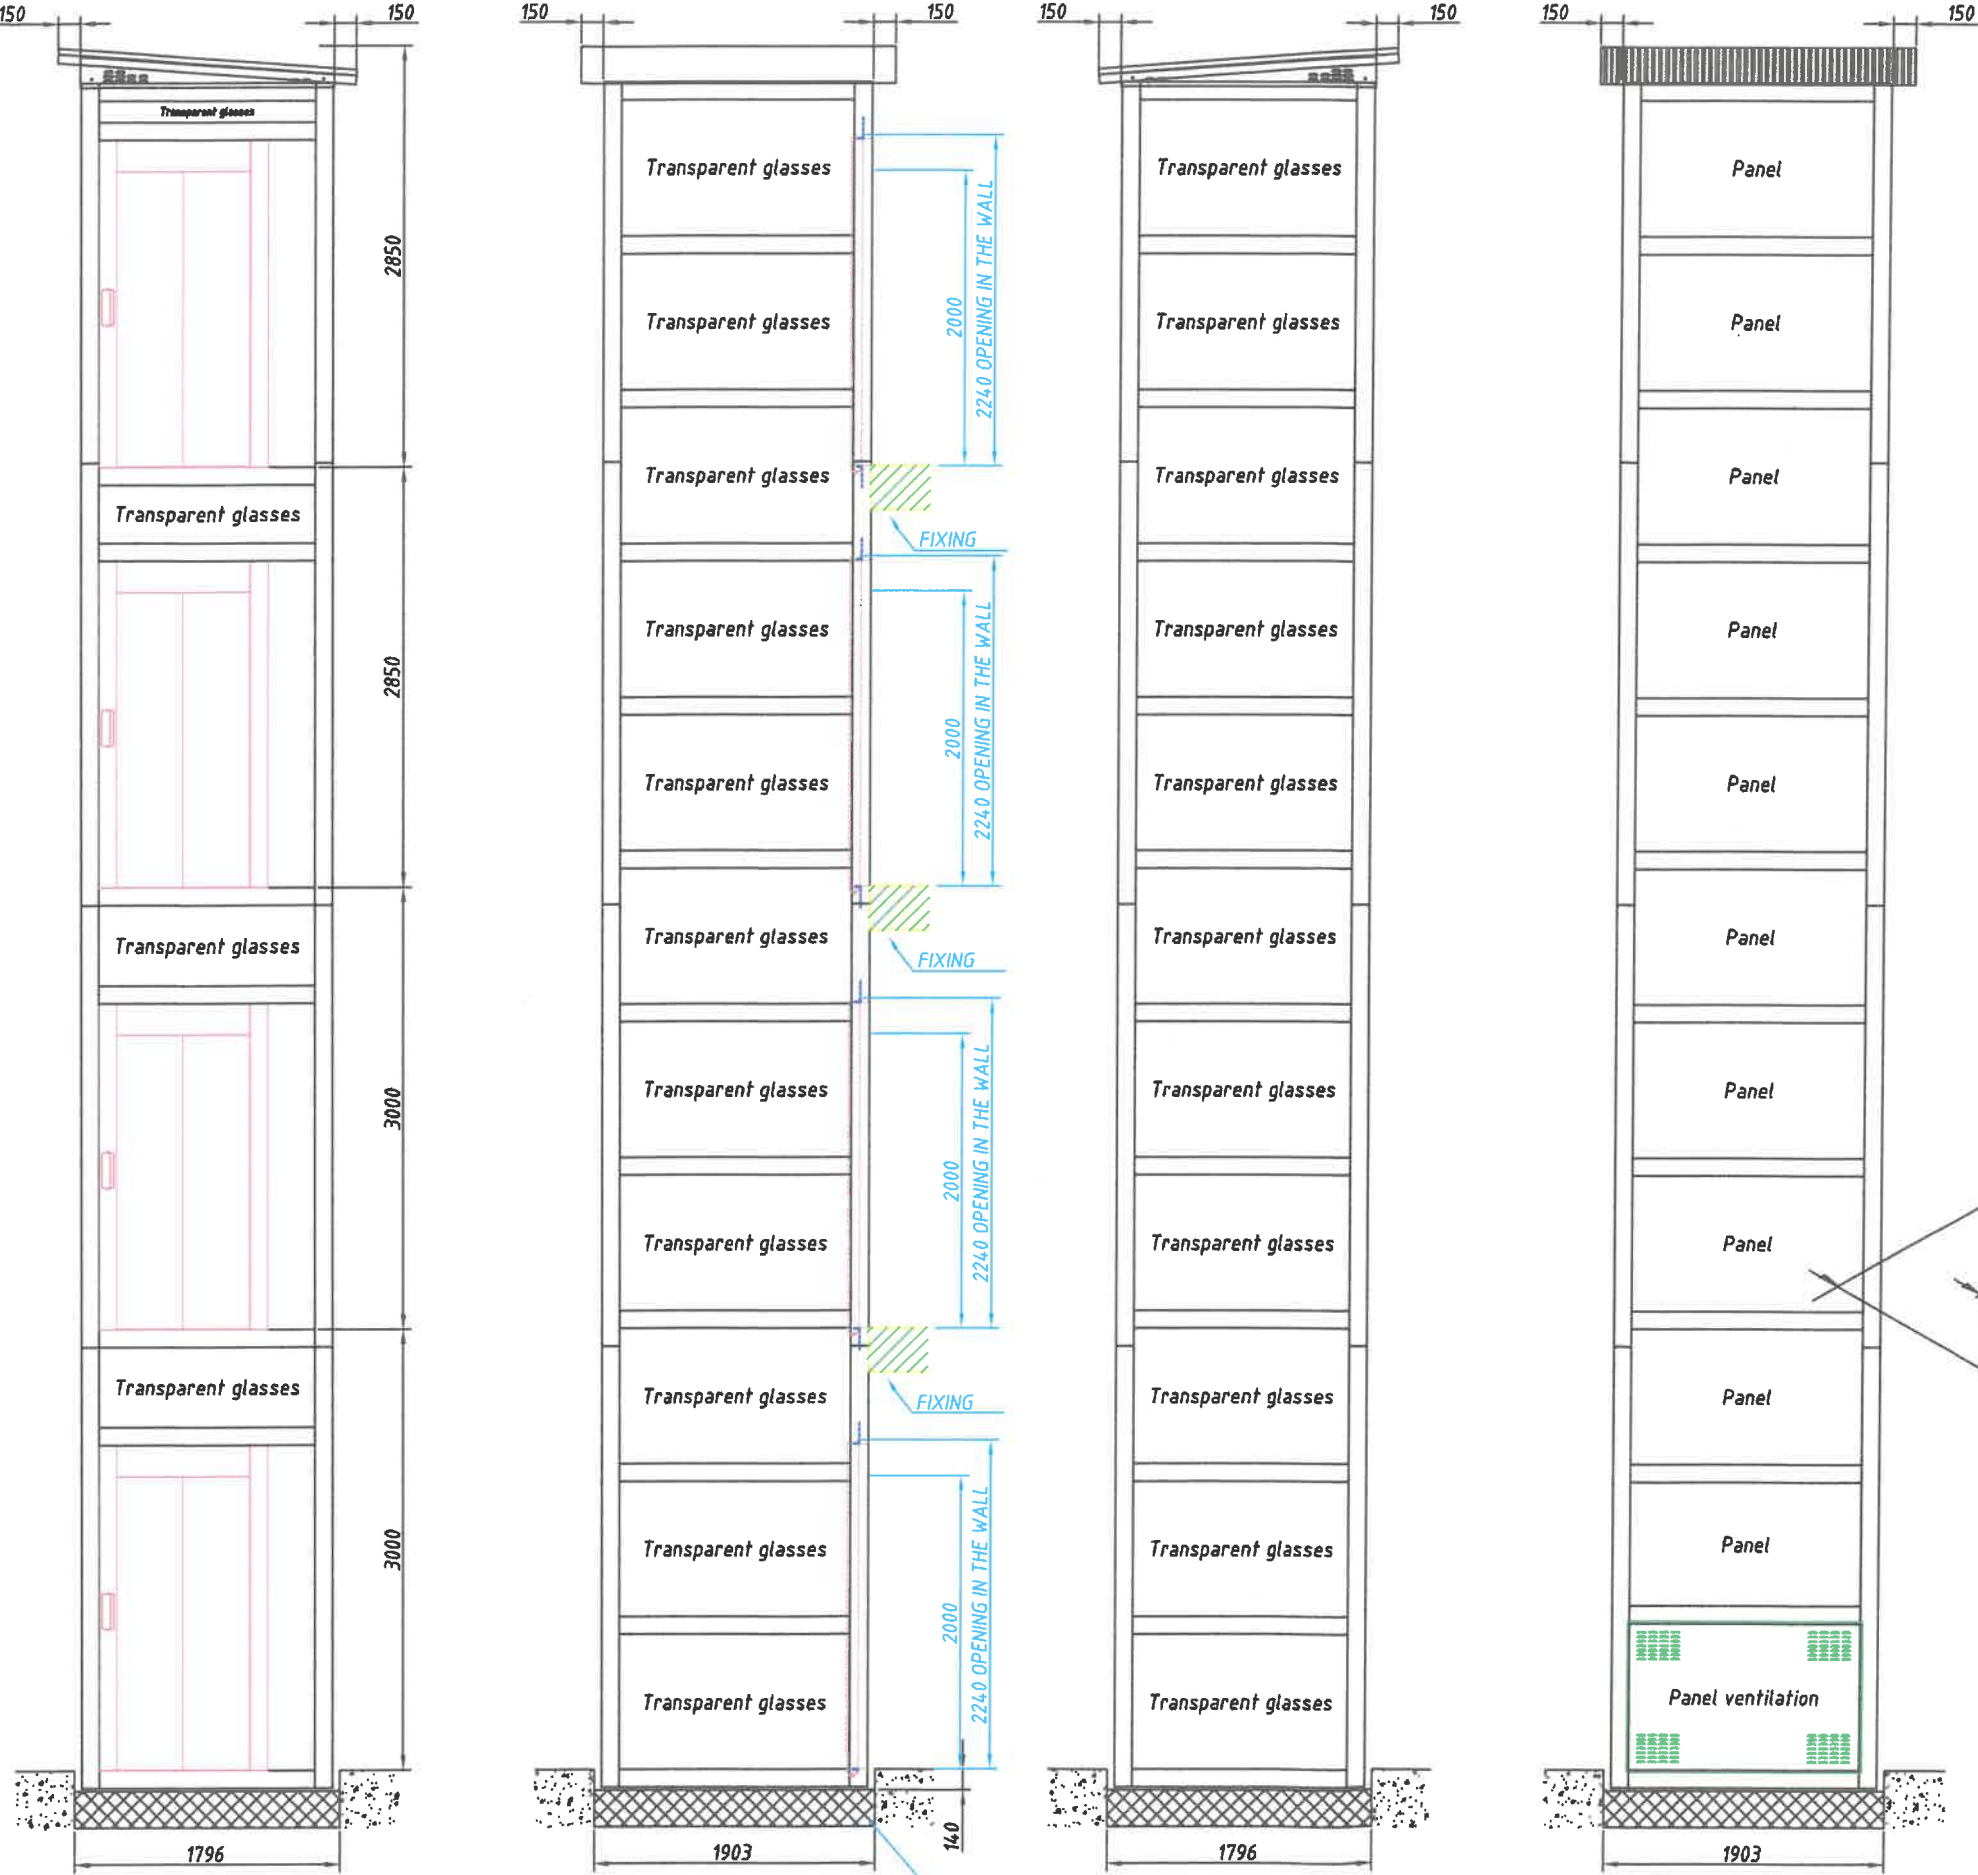 150
150
150
150
150
150
150
150
Transparent glasses
2850
Transparent glasses
2850
Transparent glasses
3000
Transparent glasses
3000
1796
Transparent glasses
Transparent glasses
Transparent glasses
Transparent glasses
Transparent glasses
Transparent glasses
Transparent glasses
Transparent glasses
Transparent glasses
Transparent glasses
Transparent glasses
2000
2240 OPENING IN THE WALL
FIXING
2000
2240 OPENING IN THE WALL
FIXING
2000
2240 OPENING IN THE WALL
FIXING
2000
2240 OPENING IN THE WALL
140
1903
Transparent glasses
Transparent glasses
Transparent glasses
Transparent glasses
Transparent glasses
Transparent glasses
Transparent glasses
Transparent glasses
Transparent glasses
Transparent glasses
Transparent glasses
1796
Panel
Panel
Panel
Panel
Panel
Panel
Panel
Panel
Panel
Panel
Panel ventilation
1903